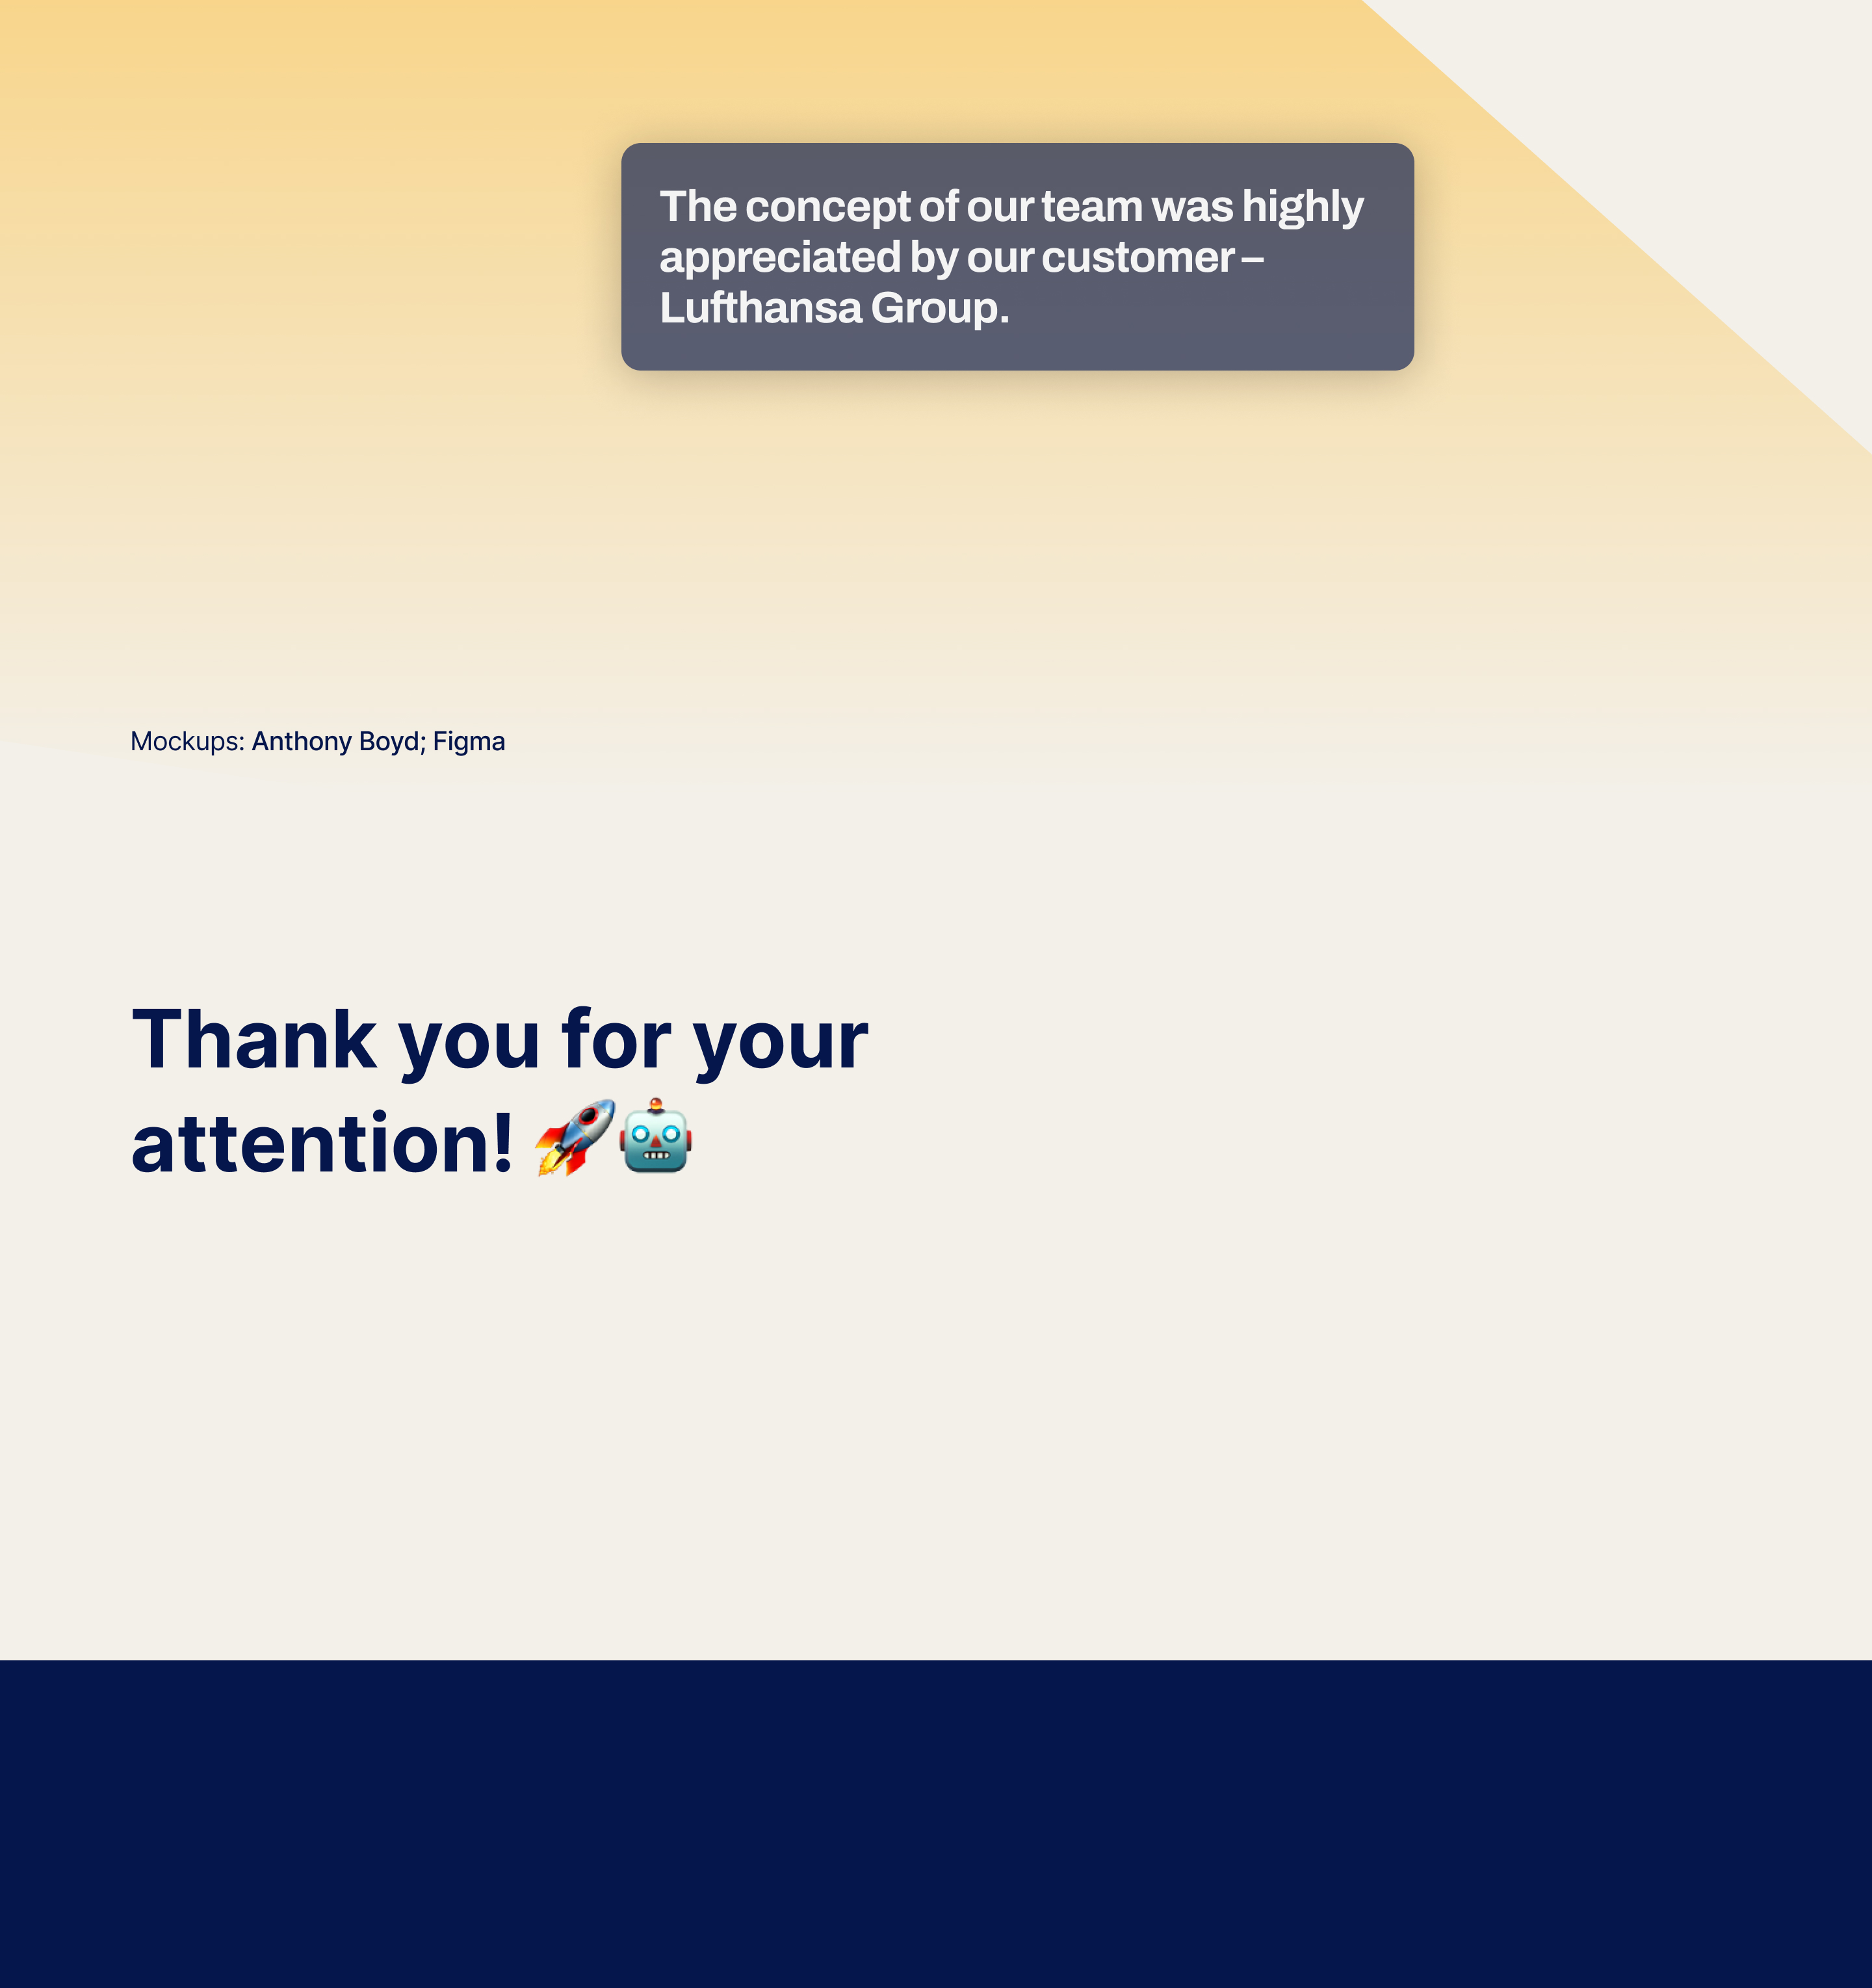 The concept of our team was highly
appreciated by our customer –
Lufthansa Group.
Mockups: Anthony Boyd; Figma
Thank you for your
attention! 🚀🤖